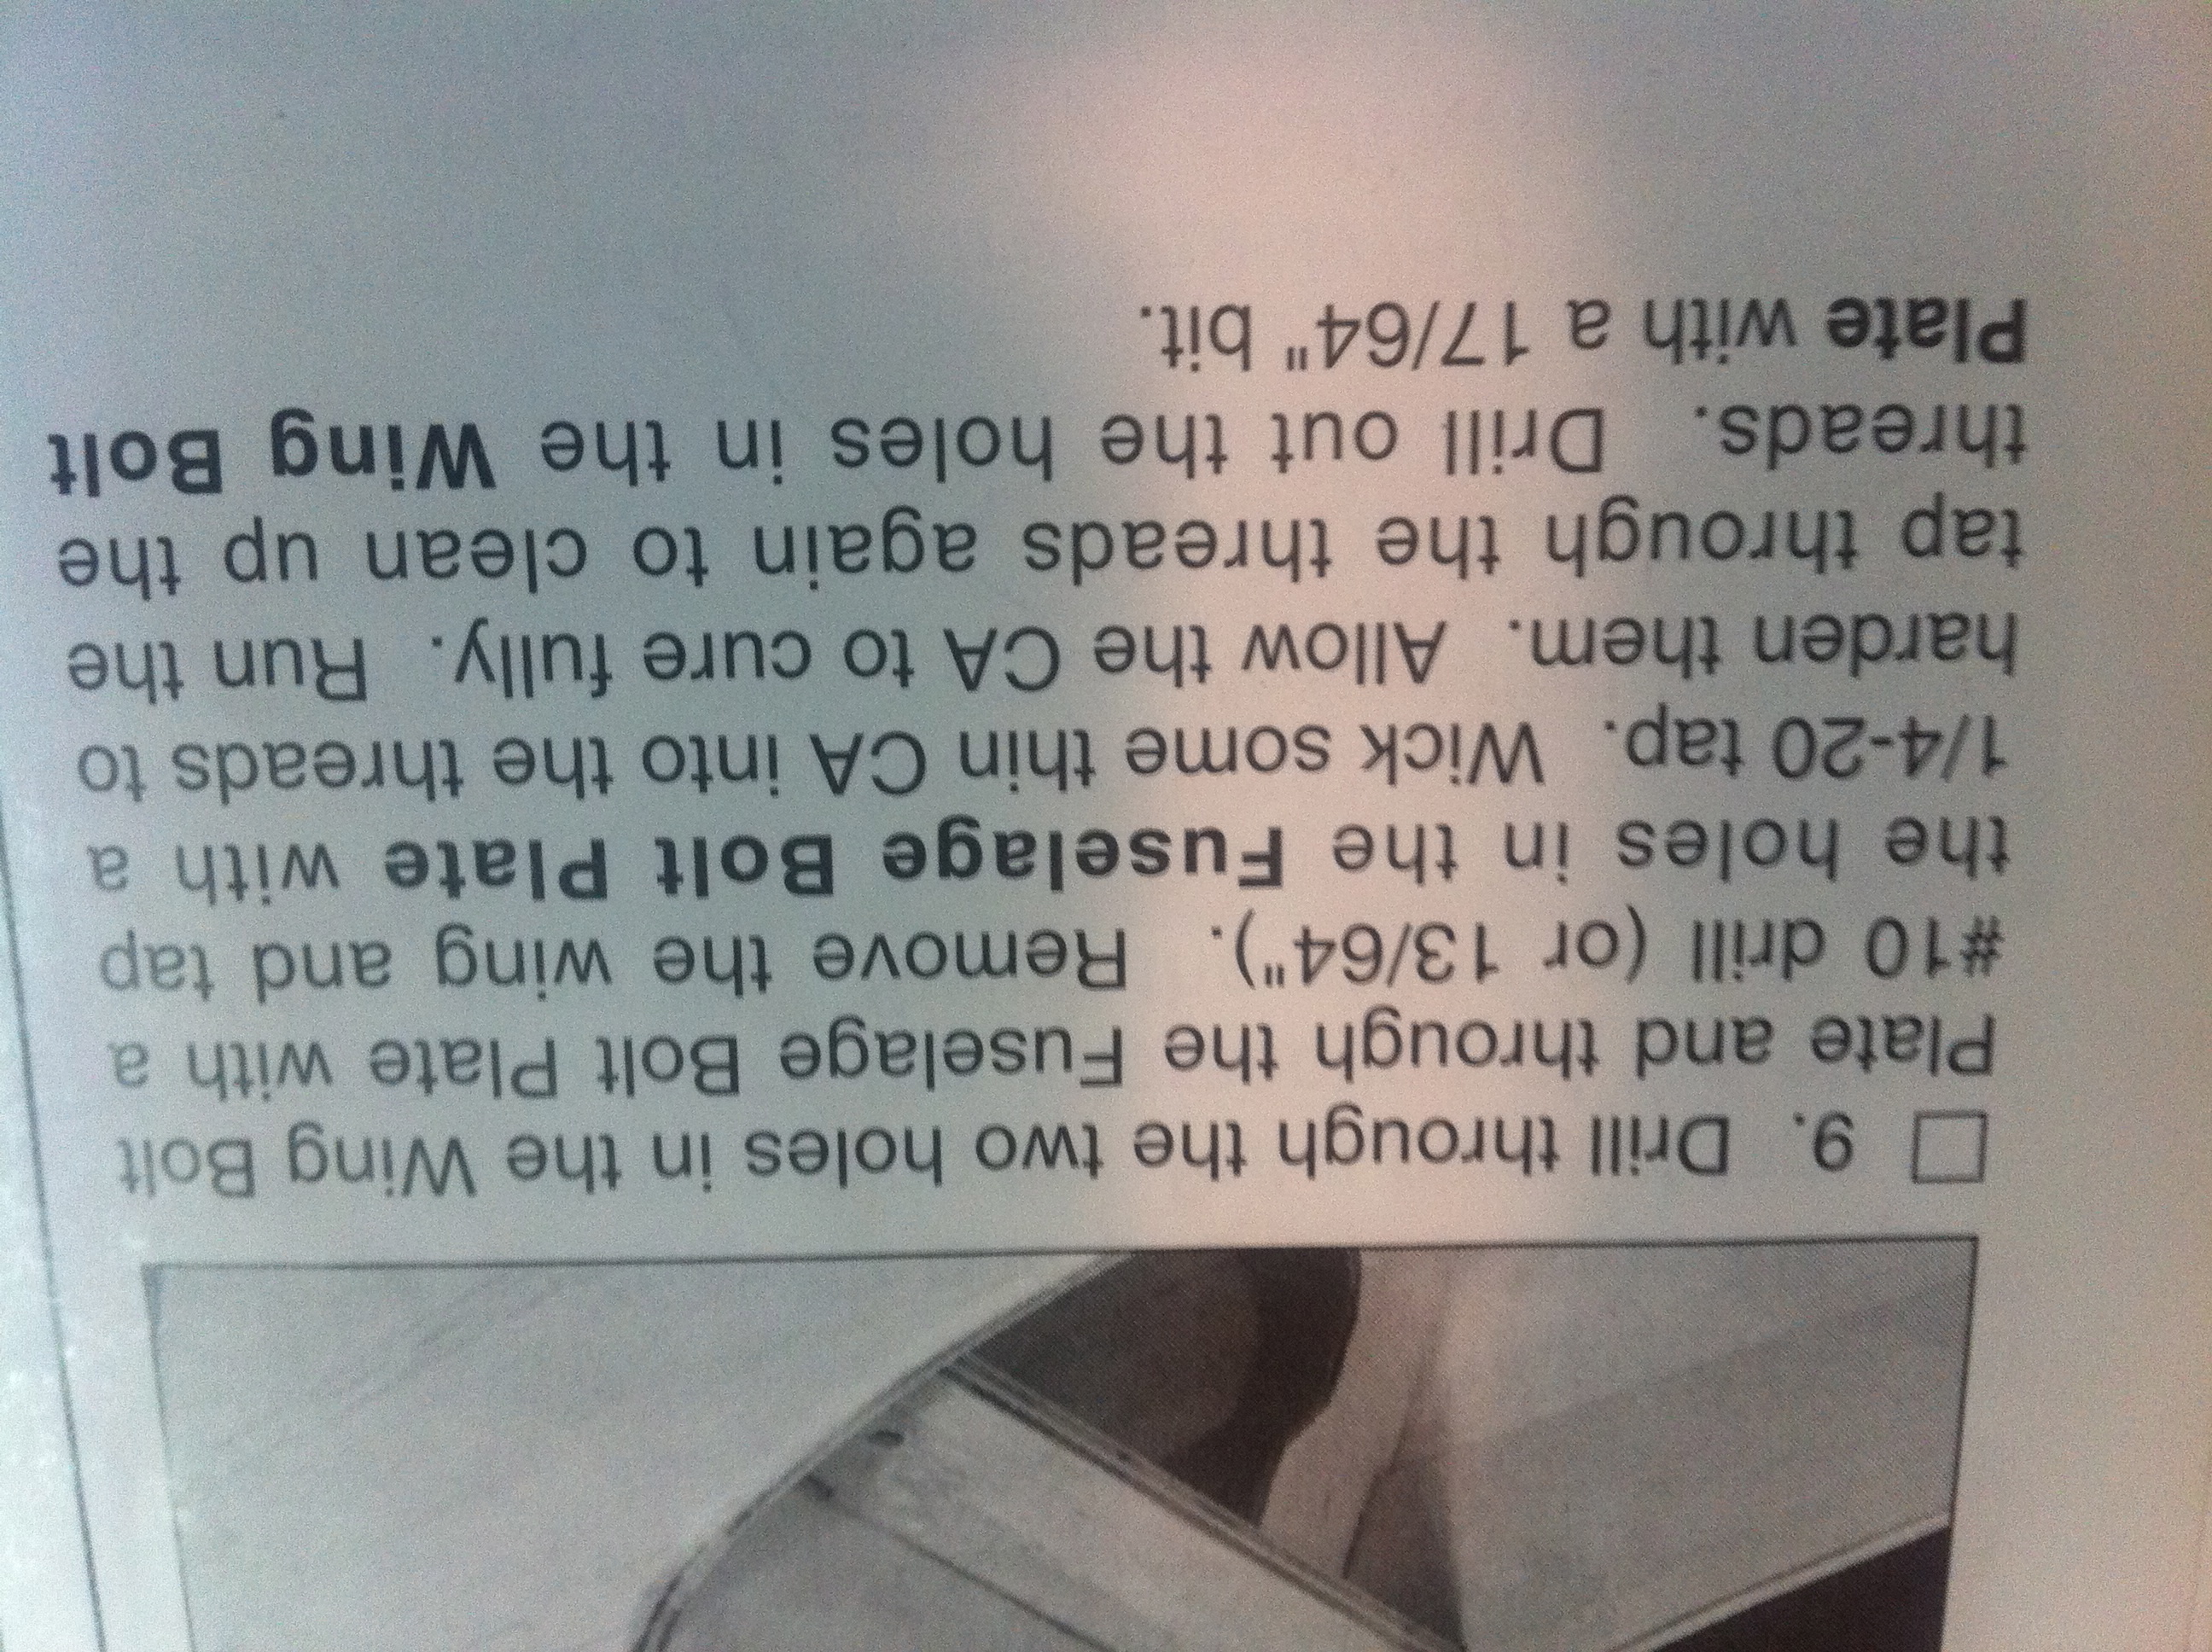 ☐ 9. Drill through the two holes in the Wing Bolt
Plate and through the Fuselage Bolt Plate with a
#10 drill (or 13/64"). Remove the wing and tap
the holes in the Fuselage Bolt Plate with a
1/4-20 tap. Wick some thin CA into the threads to
harden them. Allow the CA to cure fully. Run the
tap through the threads again to clean up the
threads. Drill out the holes in the Wing Bolt
Plate with a 17/64" bit.